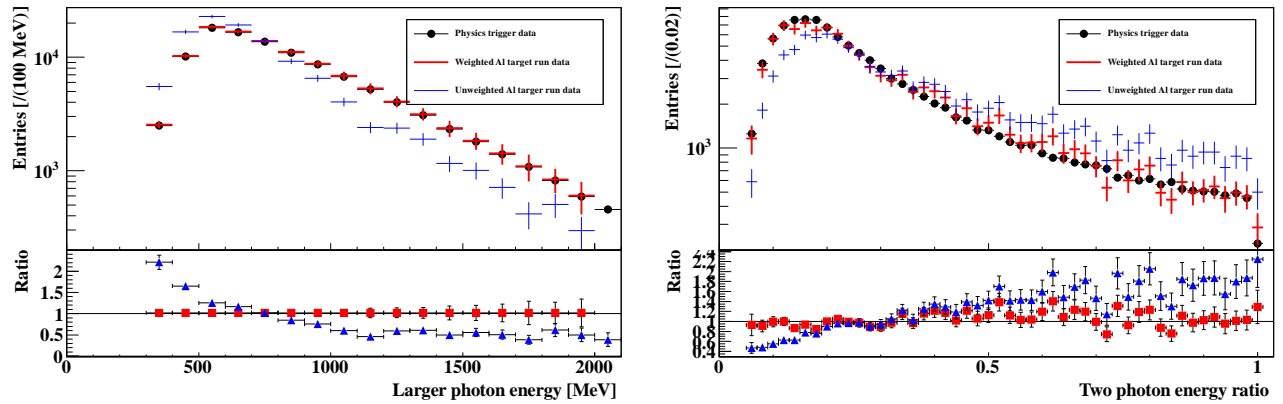 Entries [/(100 MeV)]
10⁴
10³
Physics trigger data
Weighted Al target run data
Unweighted Al targer run data
Ratio
2
1.5
1
0.5
0
0 500 1000 1500 2000
Larger photon energy [MeV]
Entries [/(0.02)]
10³
Physics trigger data
Weighted Al target run data
Unweighted Al targer run data
Ratio
2.4
2.2
2
1.8
1.6
1.4
1.2
1
0.8
0.6
0.4
0 0.5 1
Two photon energy ratio